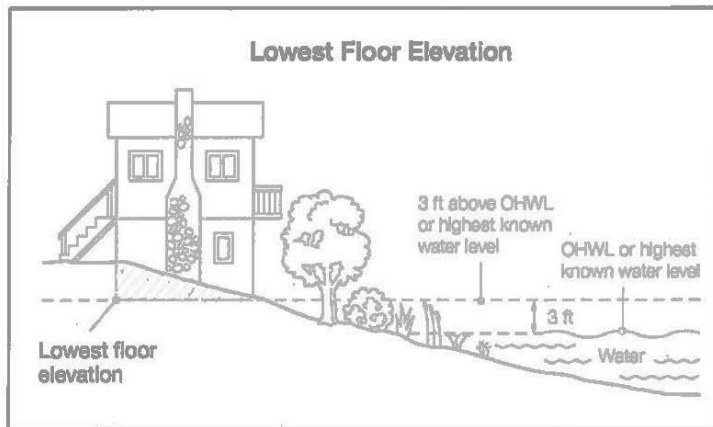 Lowest Floor Elevation
3 ft above OHWL
or highest known
water level
OHWL or highest
known water level
3 ft
Water
Lowest floor
elevation